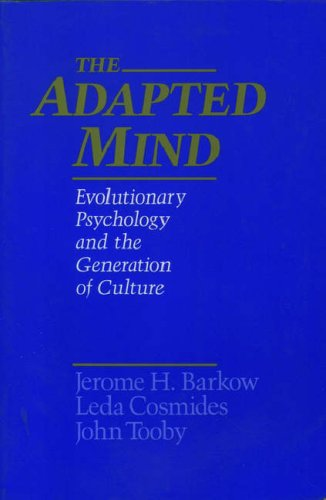 THE
ADAPTED
MIND
Evolutionary
Psychology
and the
Generation
of Culture
Jerome H. Barkow
Leda Cosmides
John Tooby